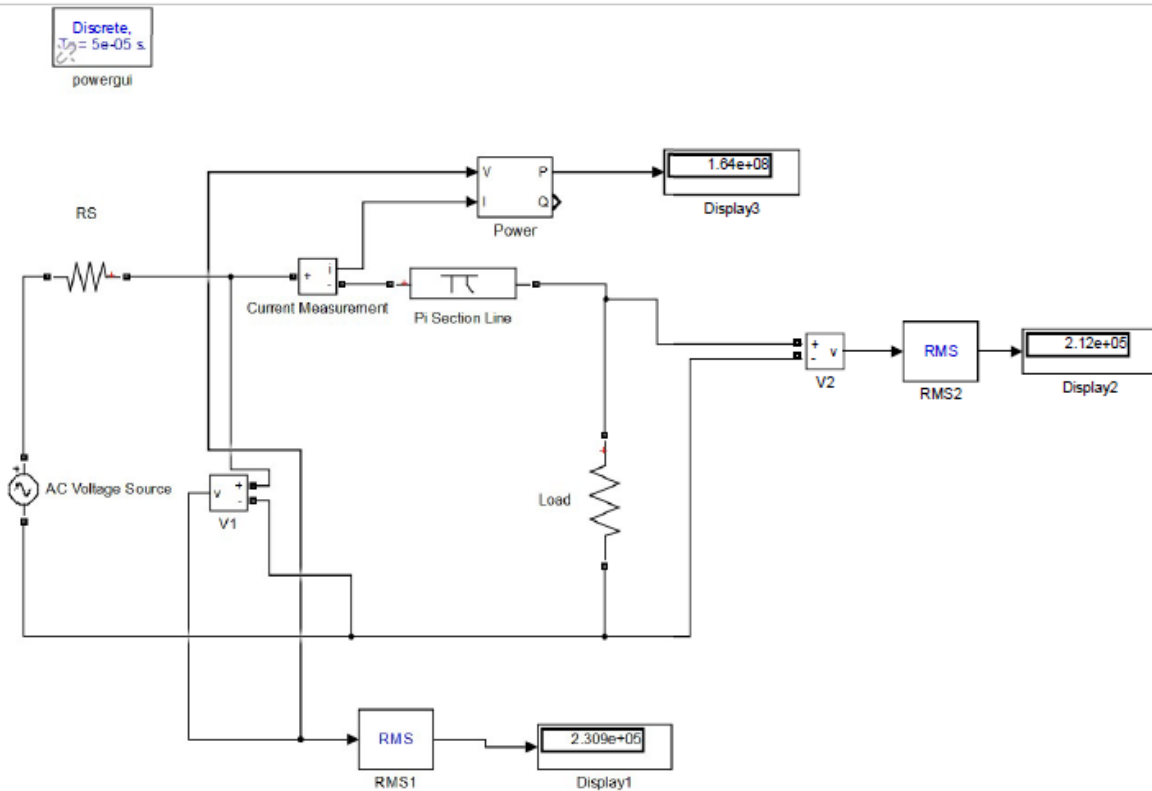 Discrete,
= 5e-05 s.
powergui
V P
I Q
Power
1.64e+08
Display3
RS
+ i -
Current Measurement
Pi Section Line
+ - v
V2
RMS
RMS2
2.12e+05
Display2
AC Voltage Source
v + -
V1
Load
RMS
RMS1
2.309e+05
Display1